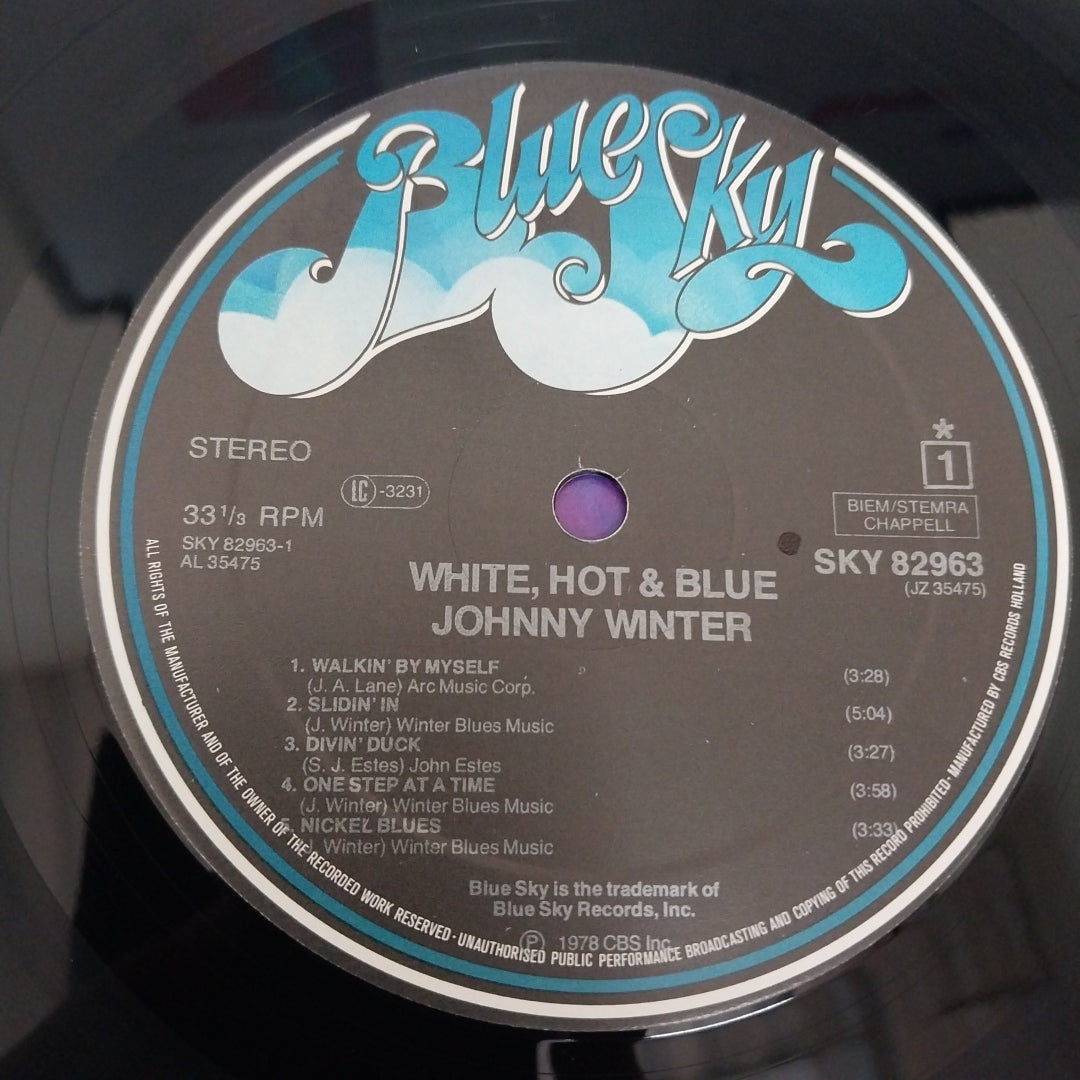 Blue Sky
STEREO
*
1
LC-3231
33 1/3 RPM
BIEM/STEMRA
CHAPPELL
SKY 82963-1
AL 35475
SKY 82963
(JZ 35475)
WHITE, HOT & BLUE
JOHNNY WINTER
1. WALKIN' BY MYSELF (3:28)
(J. A. Lane) Arc Music Corp.
2. SLIDIN' IN (5:04)
(J. Winter) Winter Blues Music
3. DIVIN' DUCK (3:27)
(S. J. Estes) John Estes
4. ONE STEP AT A TIME (3:58)
(J. Winter) Winter Blues Music
5. NICKEL BLUES (3:33)
(J. Winter) Winter Blues Music
Blue Sky is the trademark of
Blue Sky Records, Inc.
℗ 1978 CBS Inc.
ALL RIGHTS OF THE MANUFACTURER AND OF THE OWNER OF THE RECORDED WORK RESERVED · UNAUTHORISED PUBLIC PERFORMANCE BROADCASTING AND COPYING OF THIS RECORD PROHIBITED · MANUFACTURED BY CBS RECORDS HOLLAND